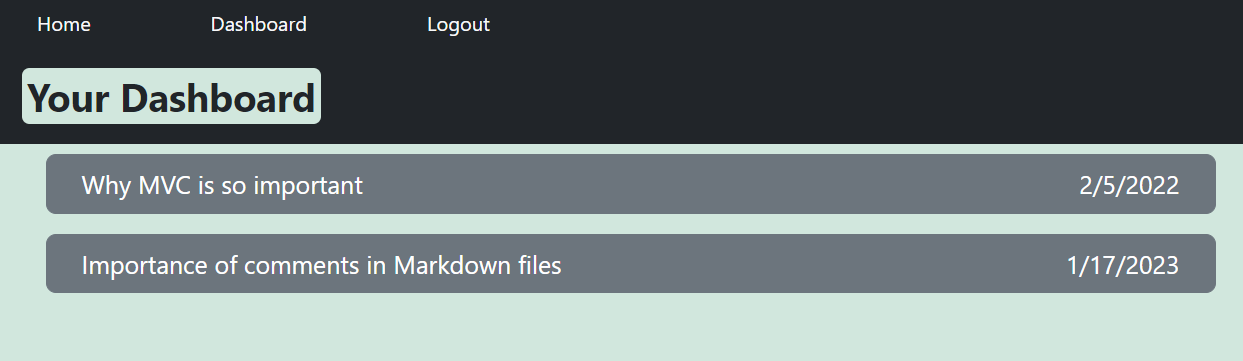 Home Dashboard Logout
Your Dashboard
Why MVC is so important 2/5/2022
Importance of comments in Markdown files 1/17/2023